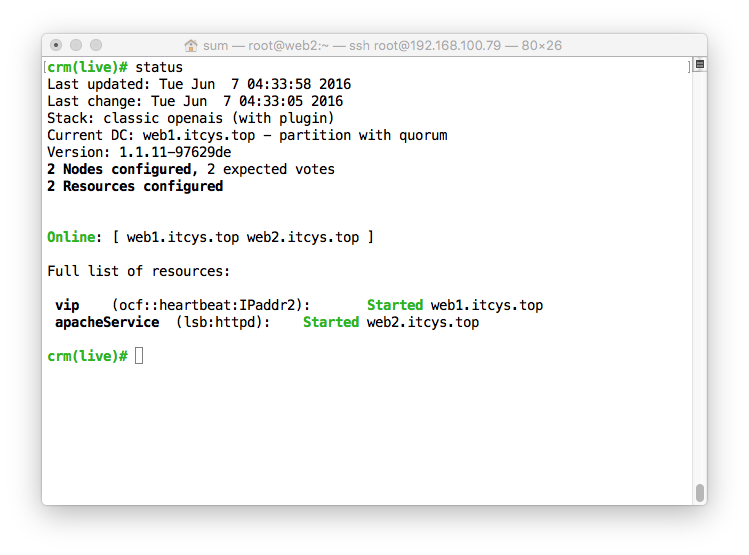 sum — root@web2:~ — ssh root@192.168.100.79 — 80×26
crm(live)# status
Last updated: Tue Jun  7 04:33:58 2016
Last change: Tue Jun  7 04:33:05 2016
Stack: classic openais (with plugin)
Current DC: web1.itcys.top - partition with quorum
Version: 1.1.11-97629de
2 Nodes configured, 2 expected votes
2 Resources configured
Online: [ web1.itcys.top web2.itcys.top ]
Full list of resources:
vip    (ocf::heartbeat:IPaddr2):       Started web1.itcys.top
apacheService  (lsb:httpd):    Started web2.itcys.top
crm(live)#